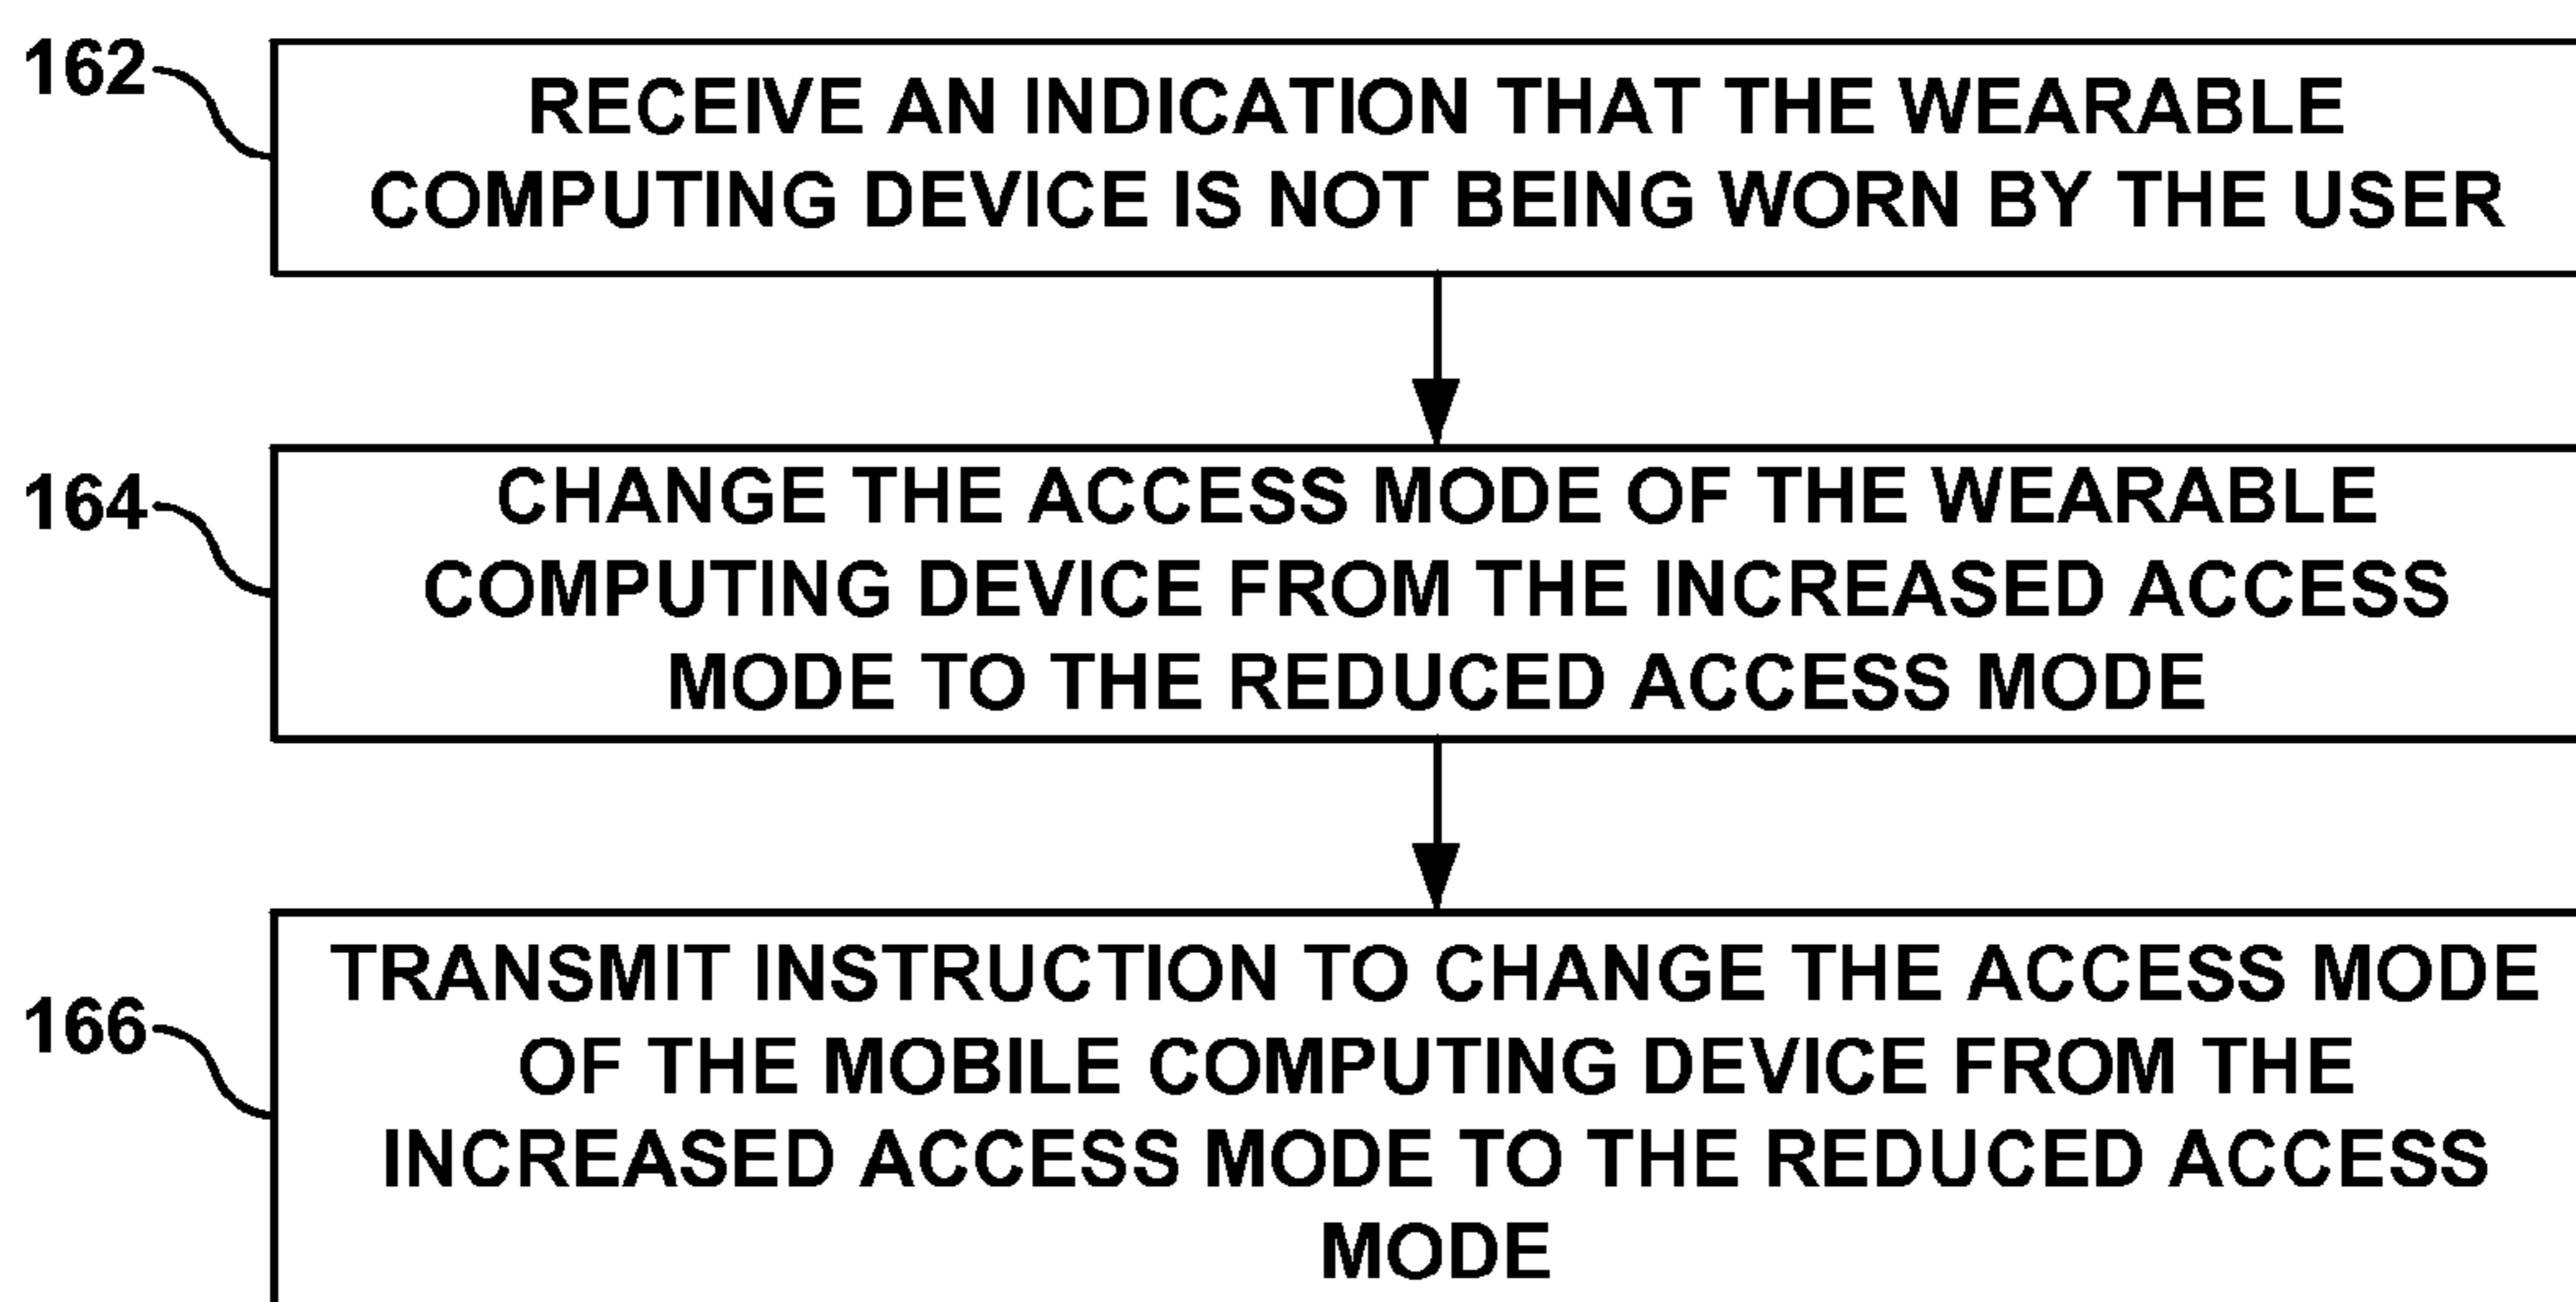 162
RECEIVE AN INDICATION THAT THE WEARABLE
COMPUTING DEVICE IS NOT BEING WORN BY THE USER
164
CHANGE THE ACCESS MODE OF THE WEARABLE
COMPUTING DEVICE FROM THE INCREASED ACCESS
MODE TO THE REDUCED ACCESS MODE
166
TRANSMIT INSTRUCTION TO CHANGE THE ACCESS MODE
OF THE MOBILE COMPUTING DEVICE FROM THE
INCREASED ACCESS MODE TO THE REDUCED ACCESS
MODE